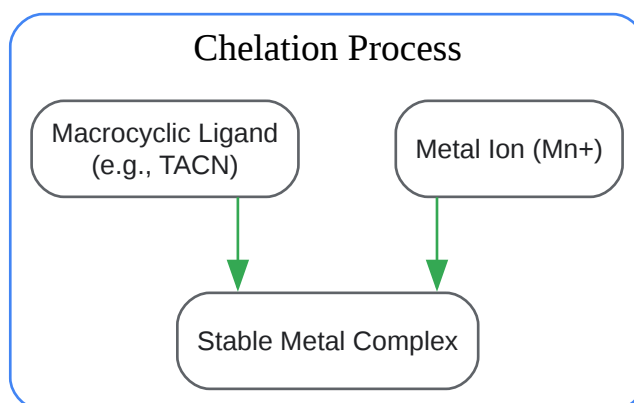 Chelation Process
Macrocyclic Ligand
(e.g., TACN)
Metal Ion (Mn+)
Stable Metal Complex